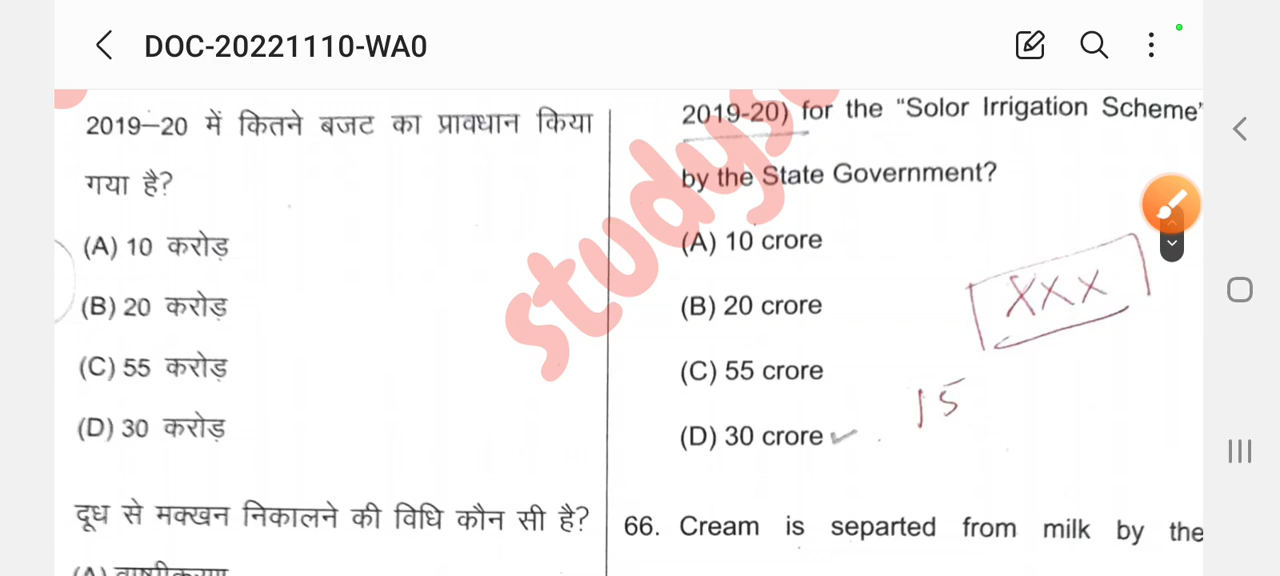 DOC-20221110-WA0
2019–20 में कितने बजट का प्रावधान किया
गया है?
(A) 10 करोड़
(B) 20 करोड़
(C) 55 करोड़
(D) 30 करोड़
दूध से मक्खन निकालने की विधि कौन सी है?
(A) वाष्पीकरण
2019-20) for the “Solor Irrigation Scheme”
by the State Government?
(A) 10 crore
(B) 20 crore
(C) 55 crore
(D) 30 crore
XXX
15
66. Cream is separted from milk by the
studys